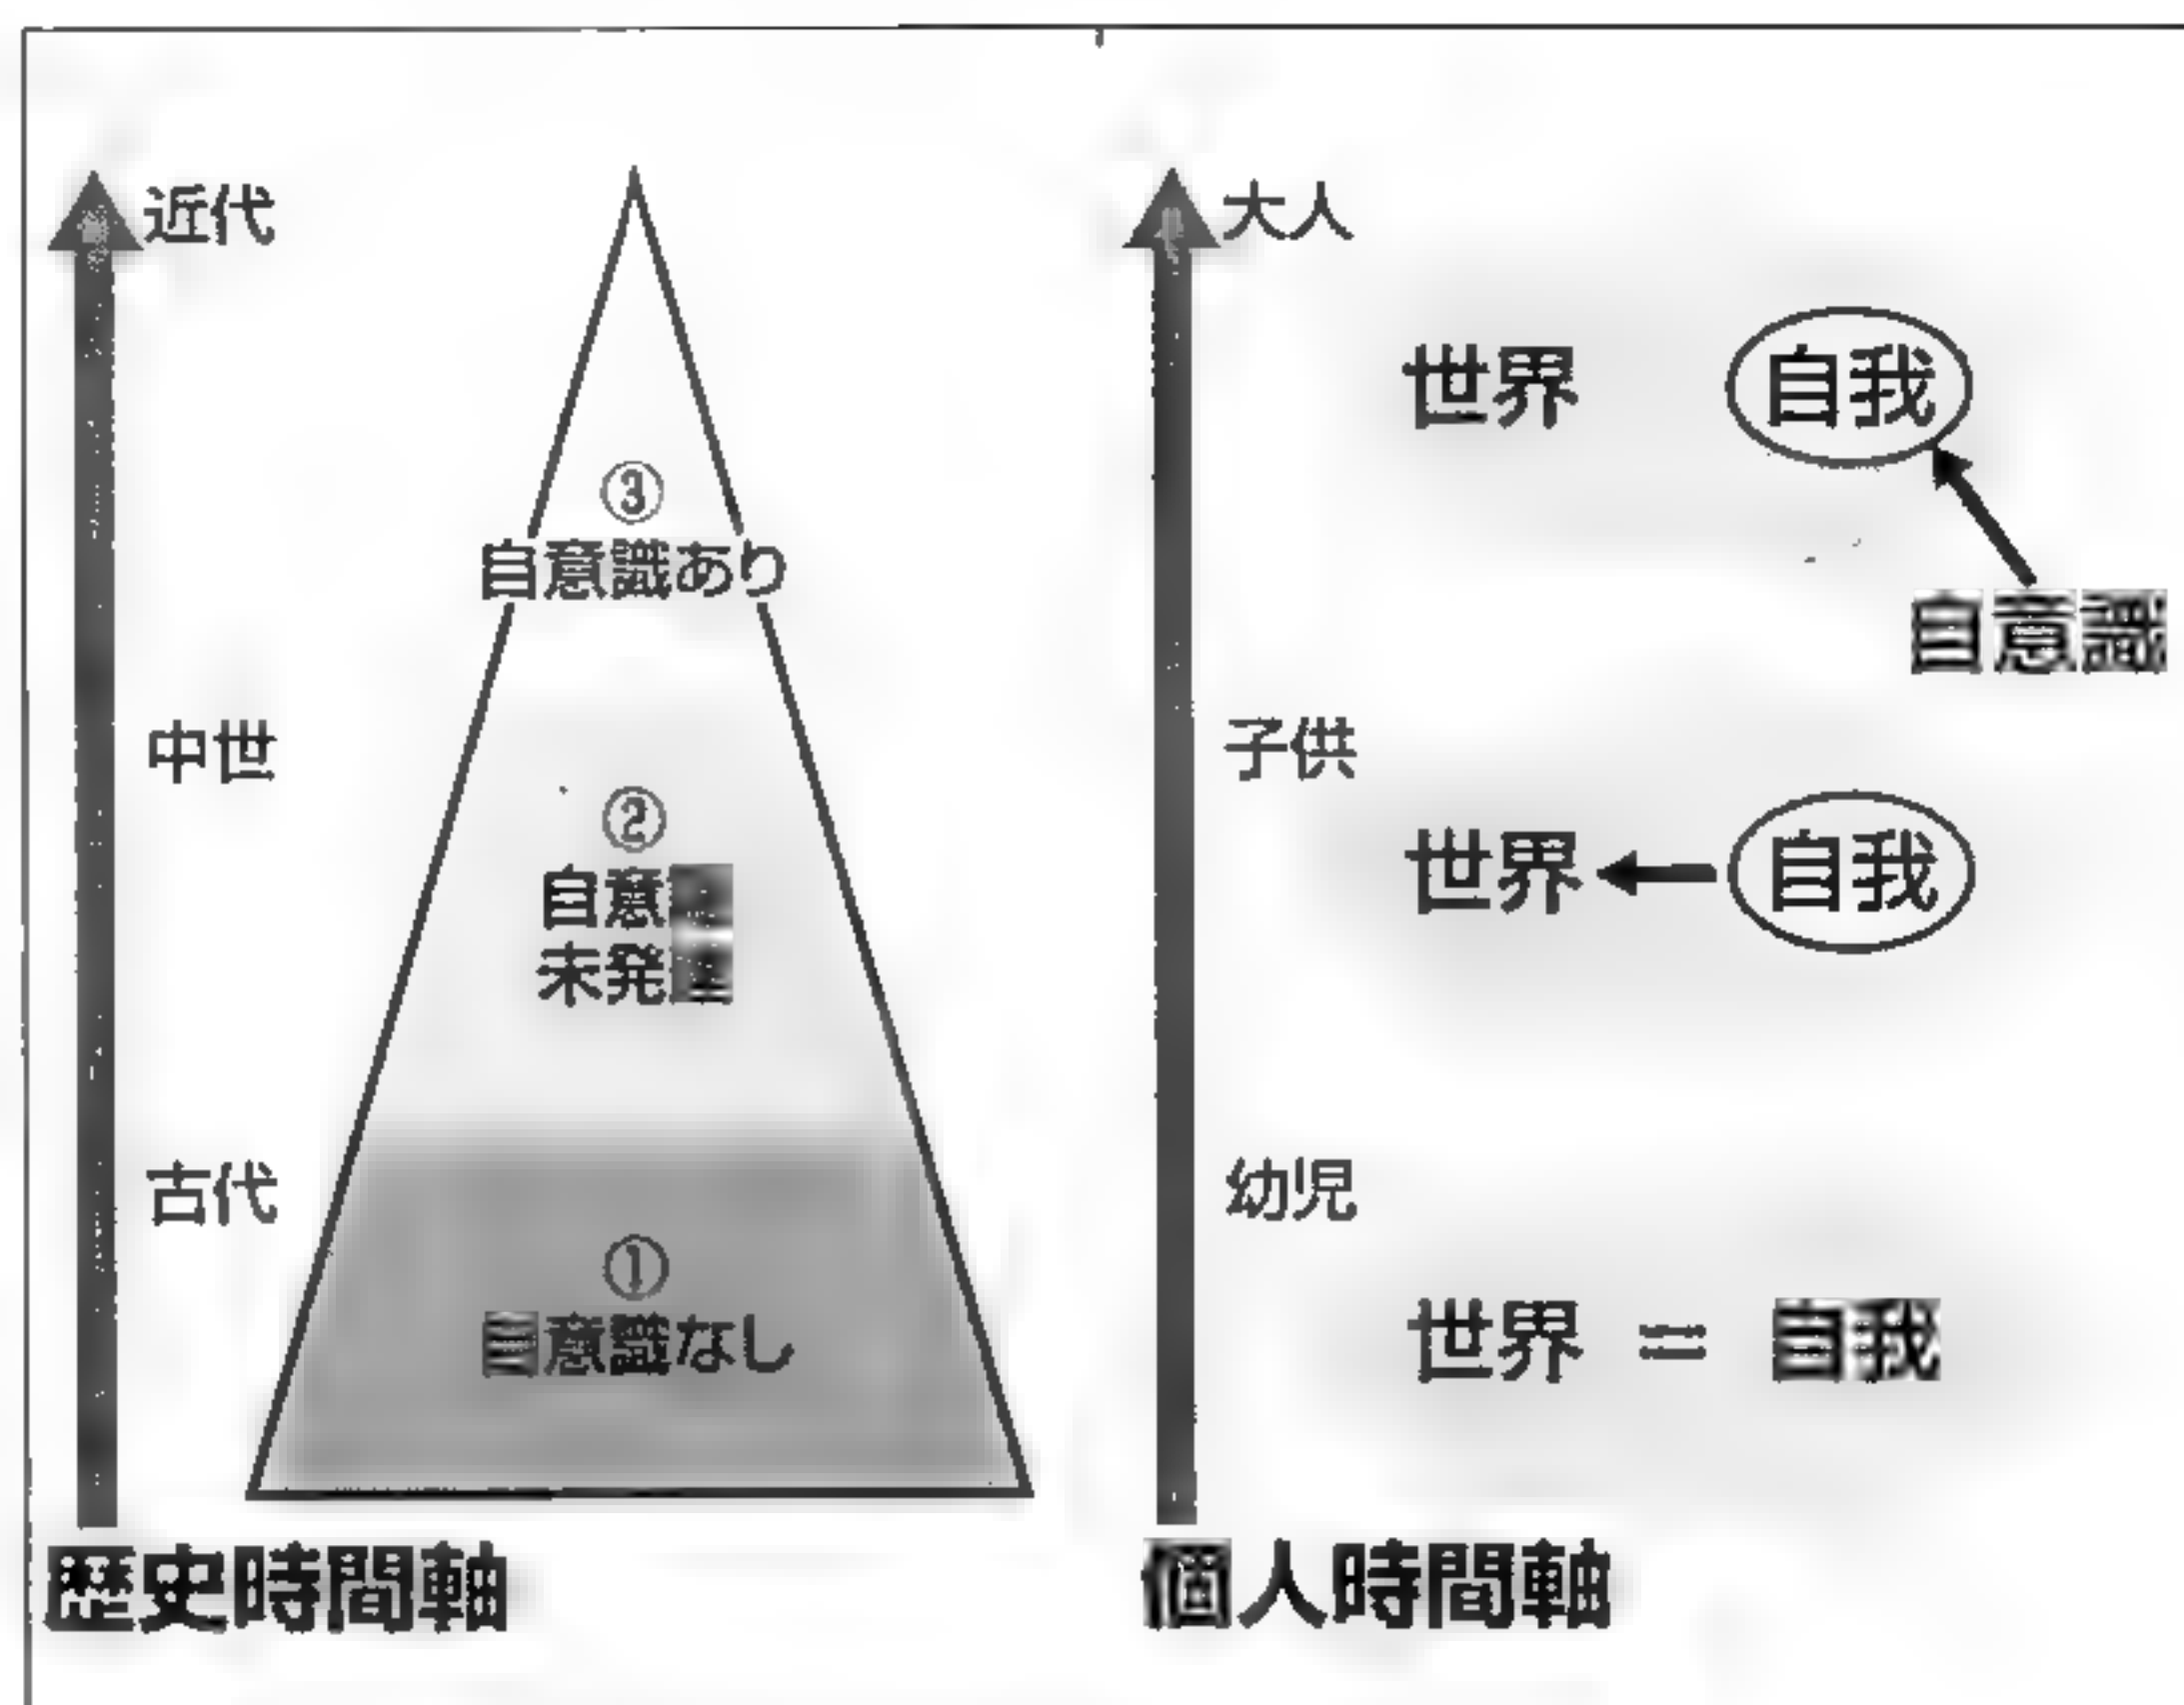 近代
③
自意識あり
中世
②
自意
未発
古代
①
自意識なし
歴史時間軸
大人
世界 自我
自意識
子供
世界 ← 自我
幼児
世界 = 自我
個人時間軸